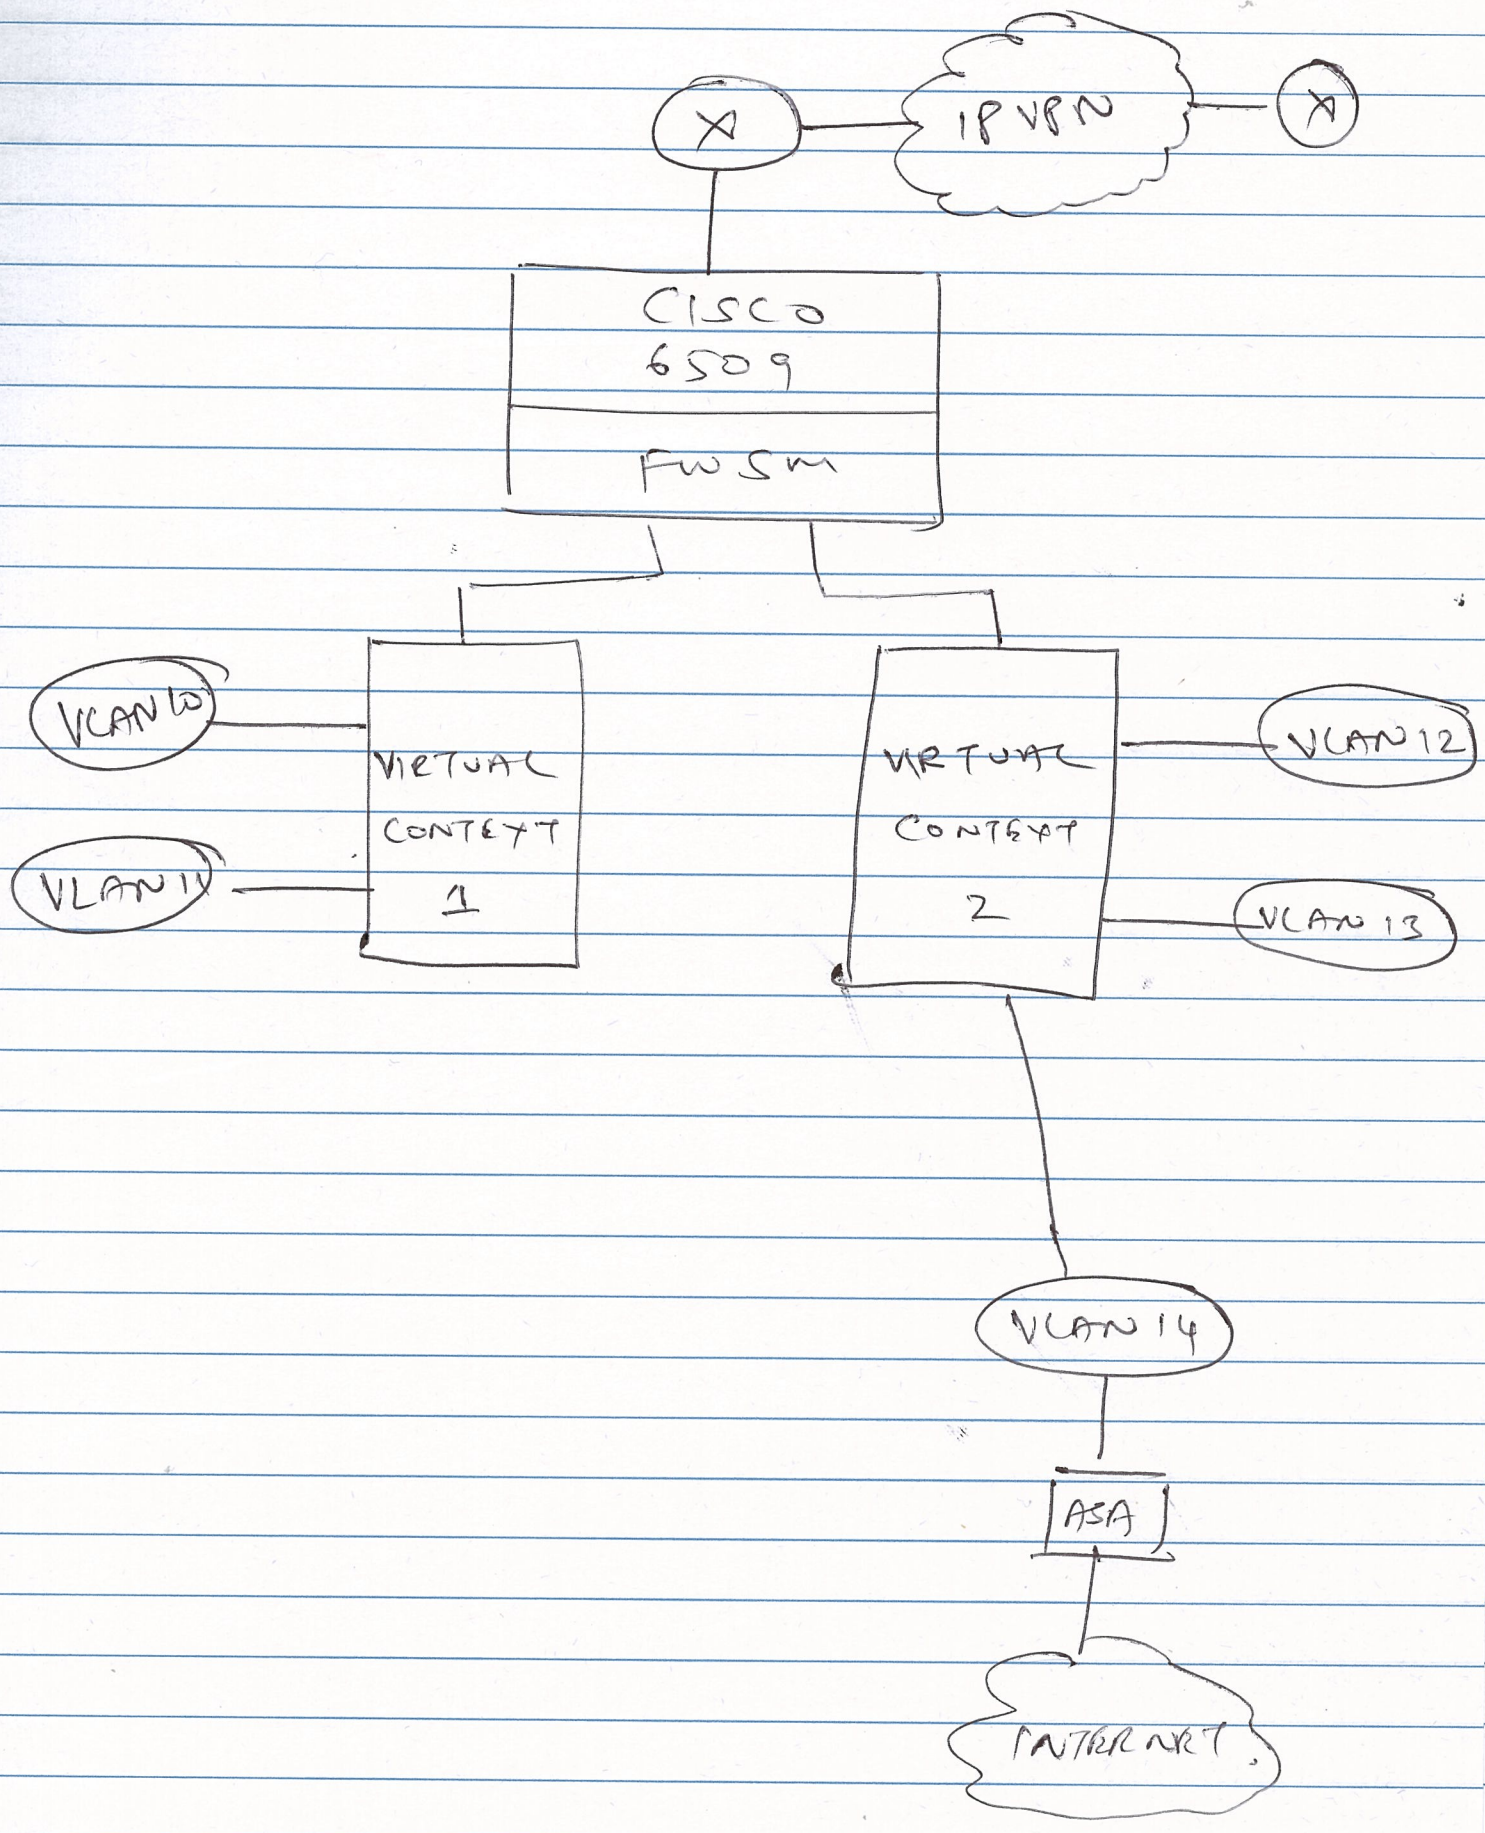 X
IP VPN
X
CISCO
6509
FWSM
VLAN 10
VIRTUAL
CONTEXT
1
VLAN 11
VIRTUAL
CONTEXT
2
VLAN 12
VLAN 13
VLAN 14
ASA
INTERNET